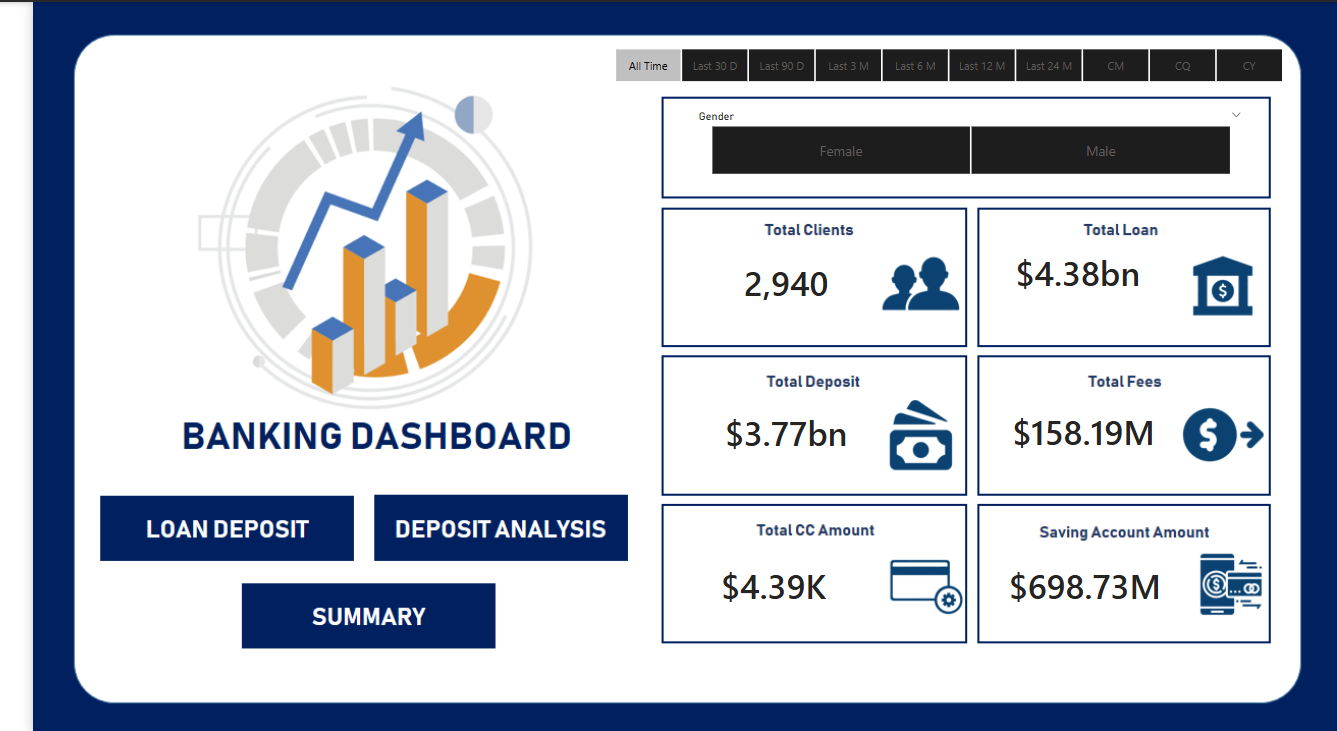 All Time Last 30 D Last 90 D Last 3 M Last 6 M Last 12 M Last 24 M CM CQ CY
Gender
Female Male
Total Clients
2,940
Total Loan
$4.38bn
Total Deposit
$3.77bn
Total Fees
$158.19M
Total CC Amount
$4.39K
Saving Account Amount
$698.73M
BANKING DASHBOARD
LOAN DEPOSIT
DEPOSIT ANALYSIS
SUMMARY